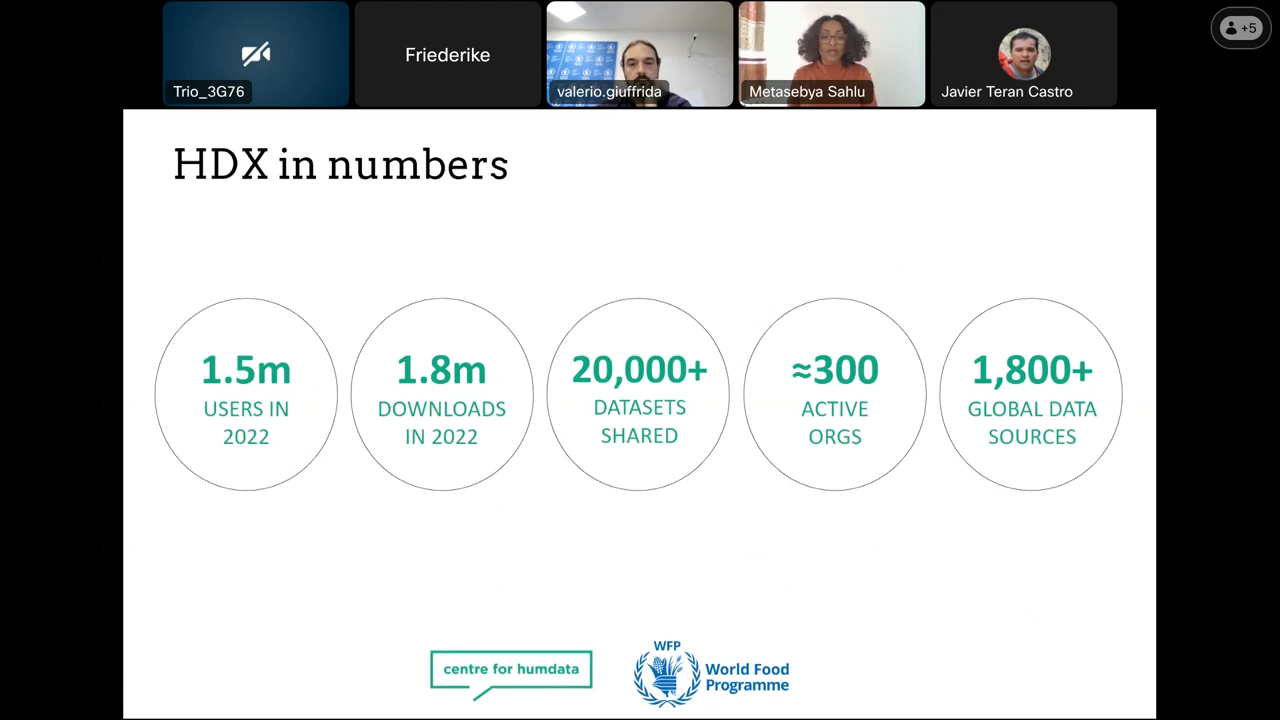 Trio_3G76
Friederike
valerio.giuffrida
Metasebya Sahlu
Javier Teran Castro
+5
HDX in numbers
1.5m
USERS IN
2022
1.8m
DOWNLOADS
IN 2022
20,000+
DATASETS
SHARED
≈300
ACTIVE
ORGS
1,800+
GLOBAL DATA
SOURCES
centre for humdata
WFP
World Food
Programme